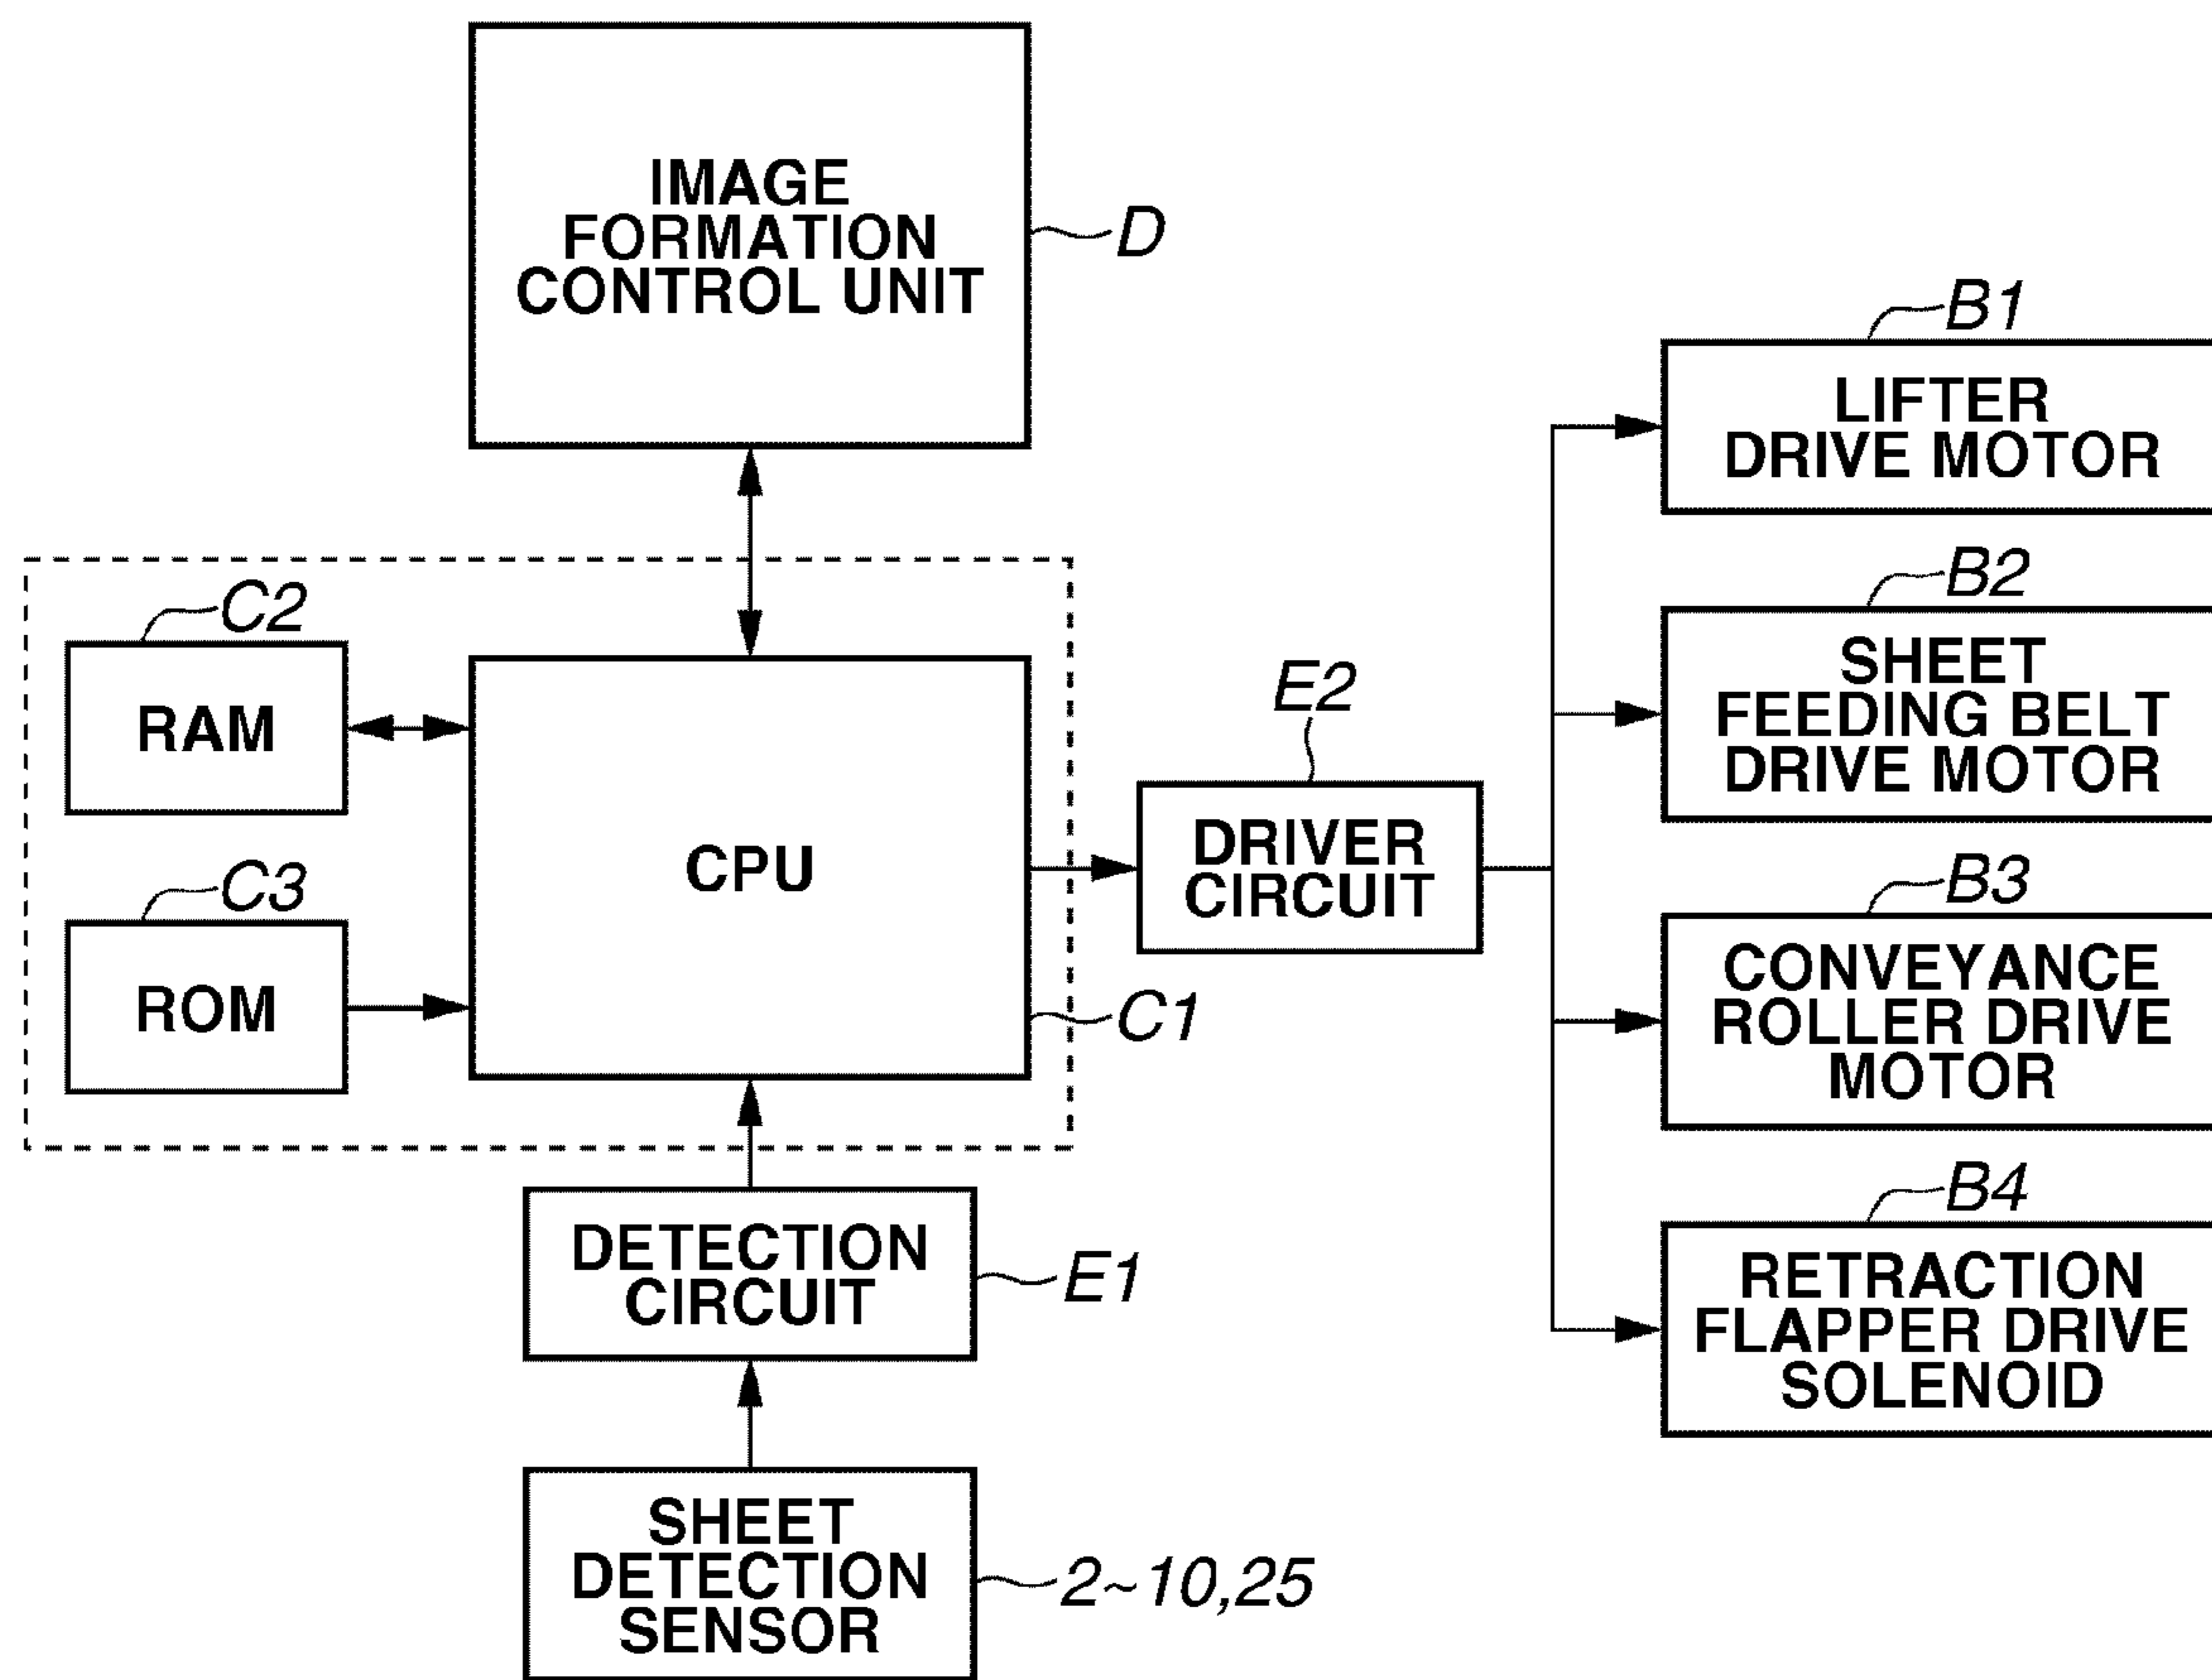 IMAGE
FORMATION
CONTROL UNIT
D
B1
LIFTER
DRIVE MOTOR
B2
SHEET
FEEDING BELT
DRIVE MOTOR
C2
RAM
C3
ROM
CPU
C1
E2
DRIVER
CIRCUIT
B3
CONVEYANCE
ROLLER DRIVE
MOTOR
B4
RETRACTION
FLAPPER DRIVE
SOLENOID
DETECTION
CIRCUIT
E1
SHEET
DETECTION
SENSOR
2~10,25